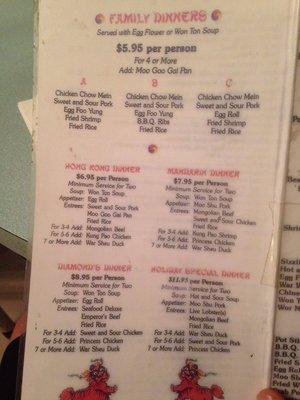 FAMILY DINNERS
Served with Egg Flower or Won Ton Soup
$5.95 per person
For 4 or More
Add: Moo Goo Gai Pan
A
Chicken Chow Mein
Sweet and Sour Pork
Egg Foo Yung
Fried Shrimp
Fried Rice
B
Chicken Chow Mein
Sweet and Sour Pork
Egg Foo Yung
B.B.Q. Ribs
Fried Rice
C
Chicken Chow Mein
Sweet and Sour Pork
Egg Roll
Fried Shrimp
Fried Rice
HONG KONG DINNER
$6.95 per Person
Minimum Service for Two
Soup: Won Ton Soup
Appetizer: Egg Roll
Entrees: Sweet and Sour Pork
Moo Goo Gai Pan
Fried Rice
For 3-4 Add: Mongolian Beef
For 5-6 Add: Kung Pao Chicken
7 or More Add: War Sheu Duck
MANDARIN DINNER
$7.95 per Person
Minimum Service for Two
Soup: Won Ton Soup
Appetizer: Moo Shu Pork
Entrees: Mongolian Beef
Sweet and Sour Chicken
Fried Rice
For 3-4 Add: Kung Pao Shrimp
For 5-6 Add: Princess Chicken
7 or More Add: War Sheu Duck
DIAMOND'S DINNER
$8.95 per Person
Minimum Service for Two
Soup: Won Ton Soup
Appetizer: Egg Roll
Entrees: Seafood Deluxe
Emperor's Beef
Fried Rice
For 3-4 Add: Sweet and Sour Chicken
For 5-6 Add: Princess Chicken
7 or More Add: War Sheu Duck
HOLIDAY SPECIAL DINNER
$11.95 per Person
Minimum Service for Two
Soup: Hot and Sour Soup
Appetizer: Moo Shu Pork
Entrees: Live Lobster(s)
Mongolian Beef
Fried Rice
For 3-4 Add: War Sheu Duck
For 5-6 Add: Sweet and Sour Pork
7 or More Add: Princess Chicken